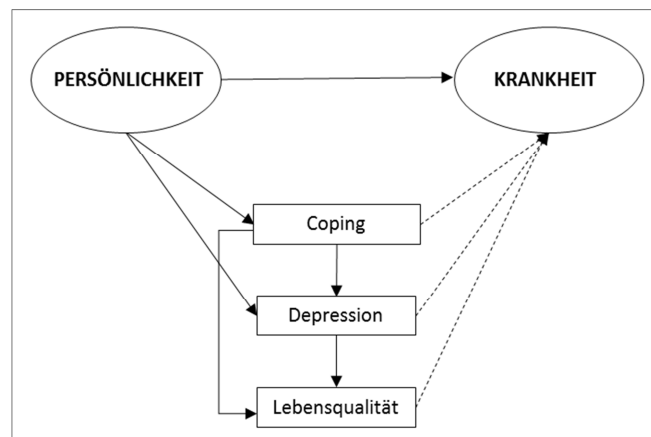 PERSÖNLICHKEIT
KRANKHEIT
Coping
Depression
Lebensqualität